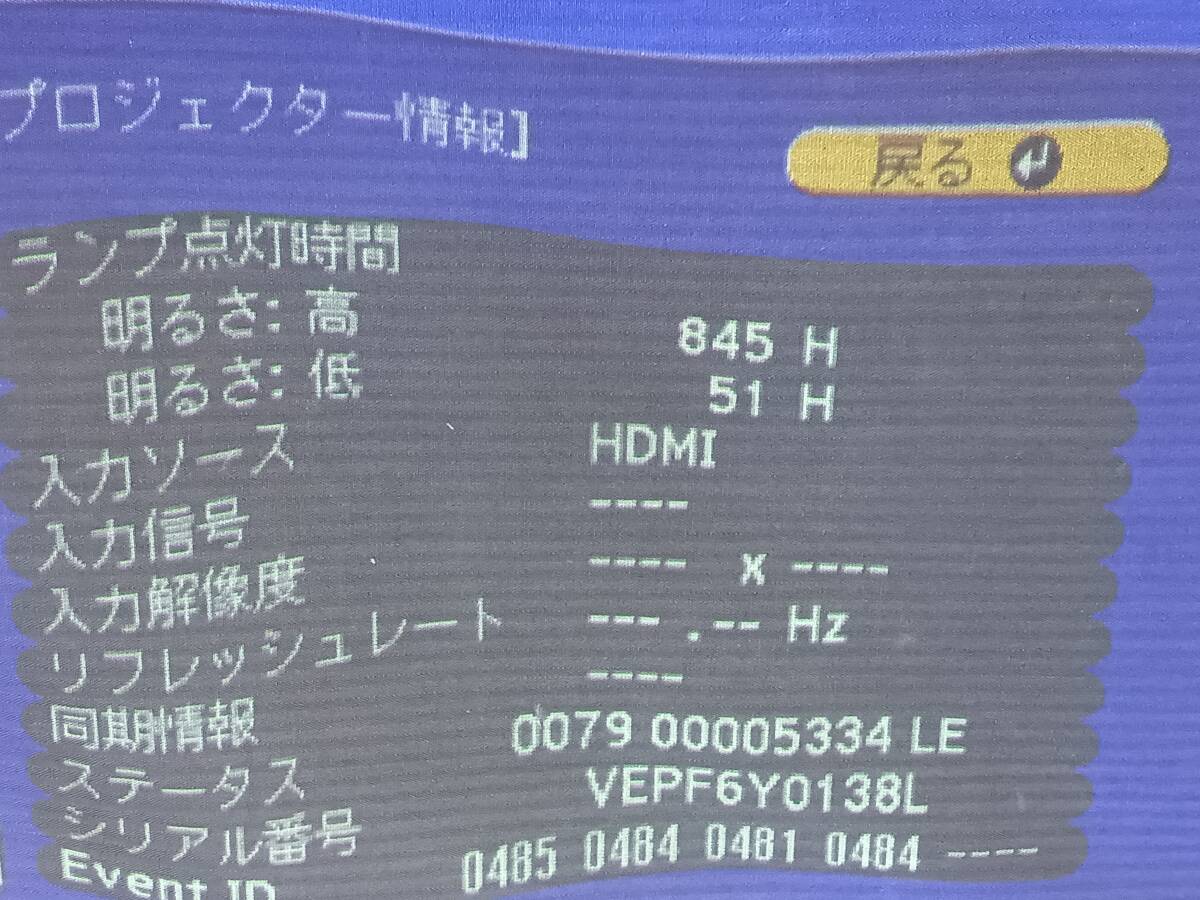 プロジェクター情報]
戻る
ランプ点灯時間
明るさ: 高 845 H
明るさ: 低 51 H
入力ソース HDMI
入力信号 ----
入力解像度 ---- x ----
リフレッシュレート ---.-- Hz
同期情報 ----
ステータス 0079 00005334 LE
シリアル番号 VEPF6Y0138L
Event ID 0485 0484 0481 0484 ----